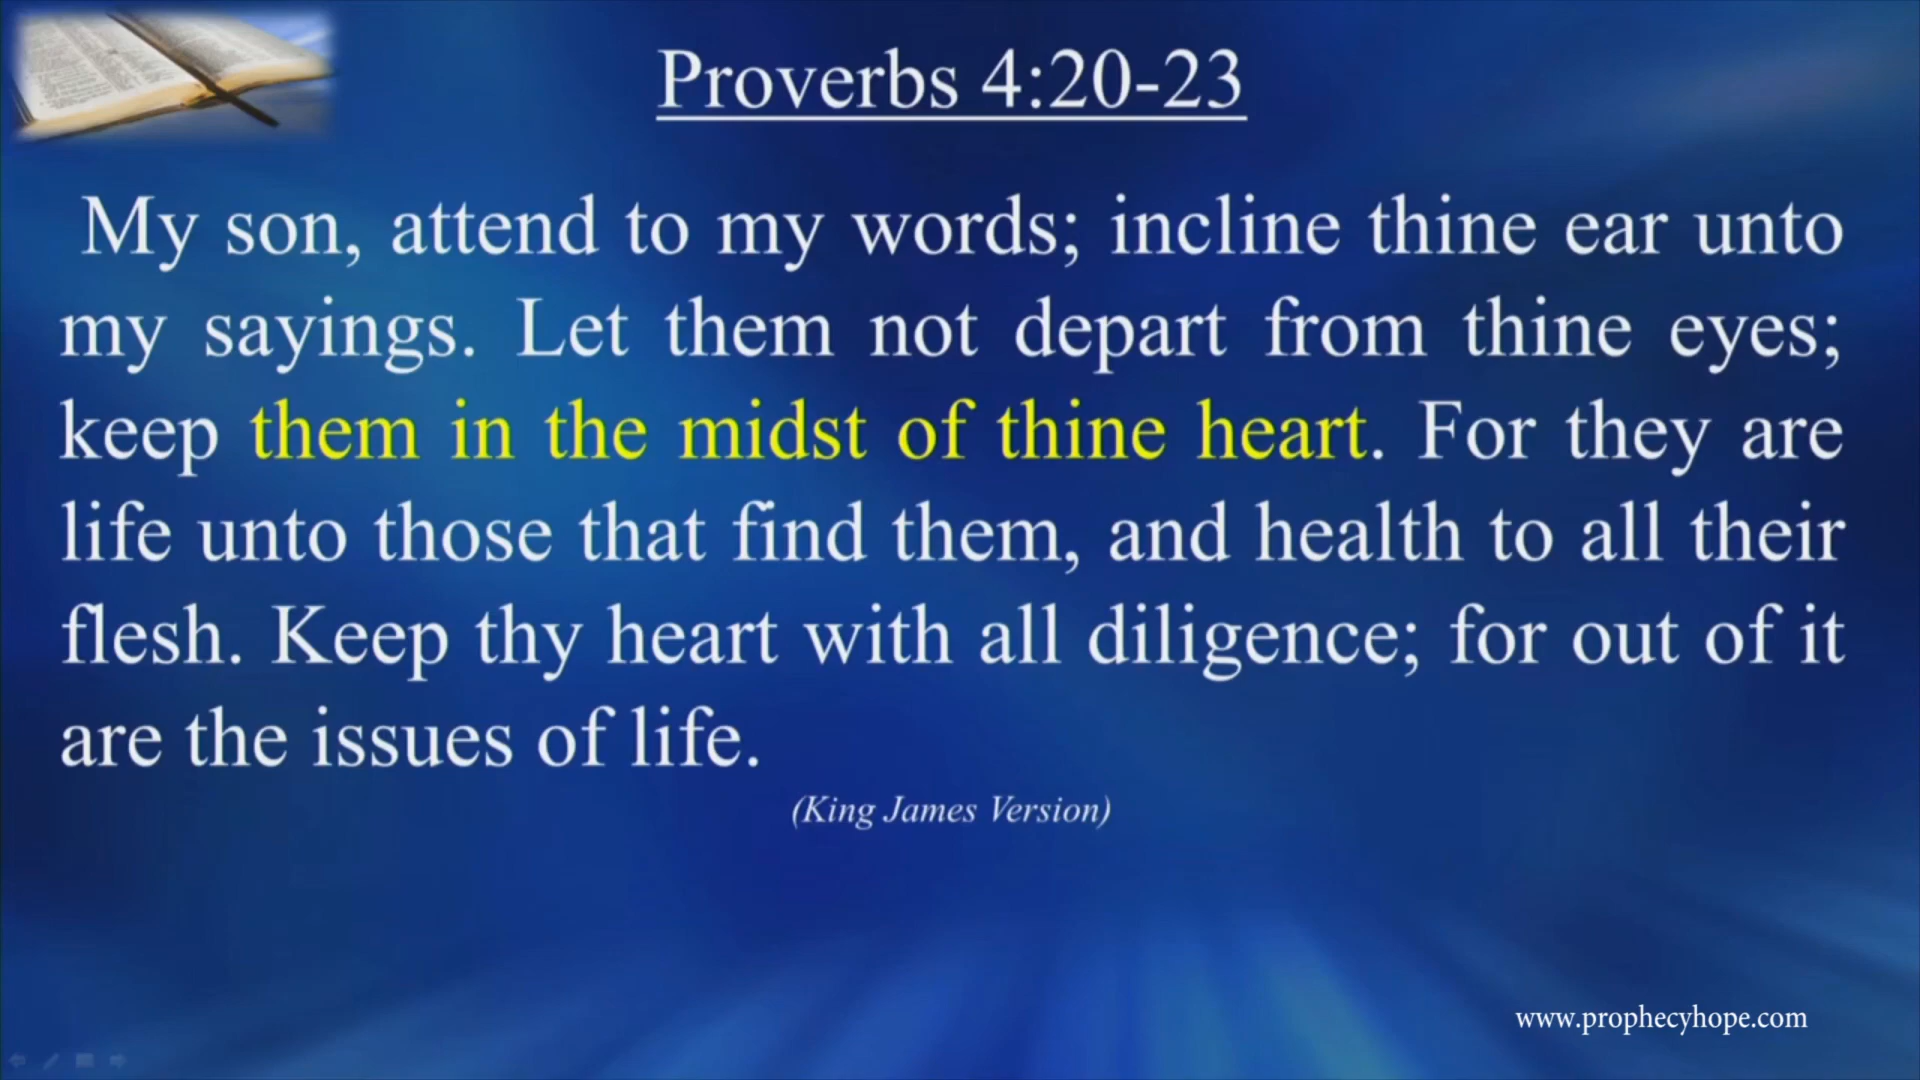 Proverbs 4:20-23
My son, attend to my words; incline thine ear unto
my sayings. Let them not depart from thine eyes;
keep them in the midst of thine heart. For they are
life unto those that find them, and health to all their
flesh. Keep thy heart with all diligence; for out of it
are the issues of life.
(King James Version)
www.prophecyhope.com